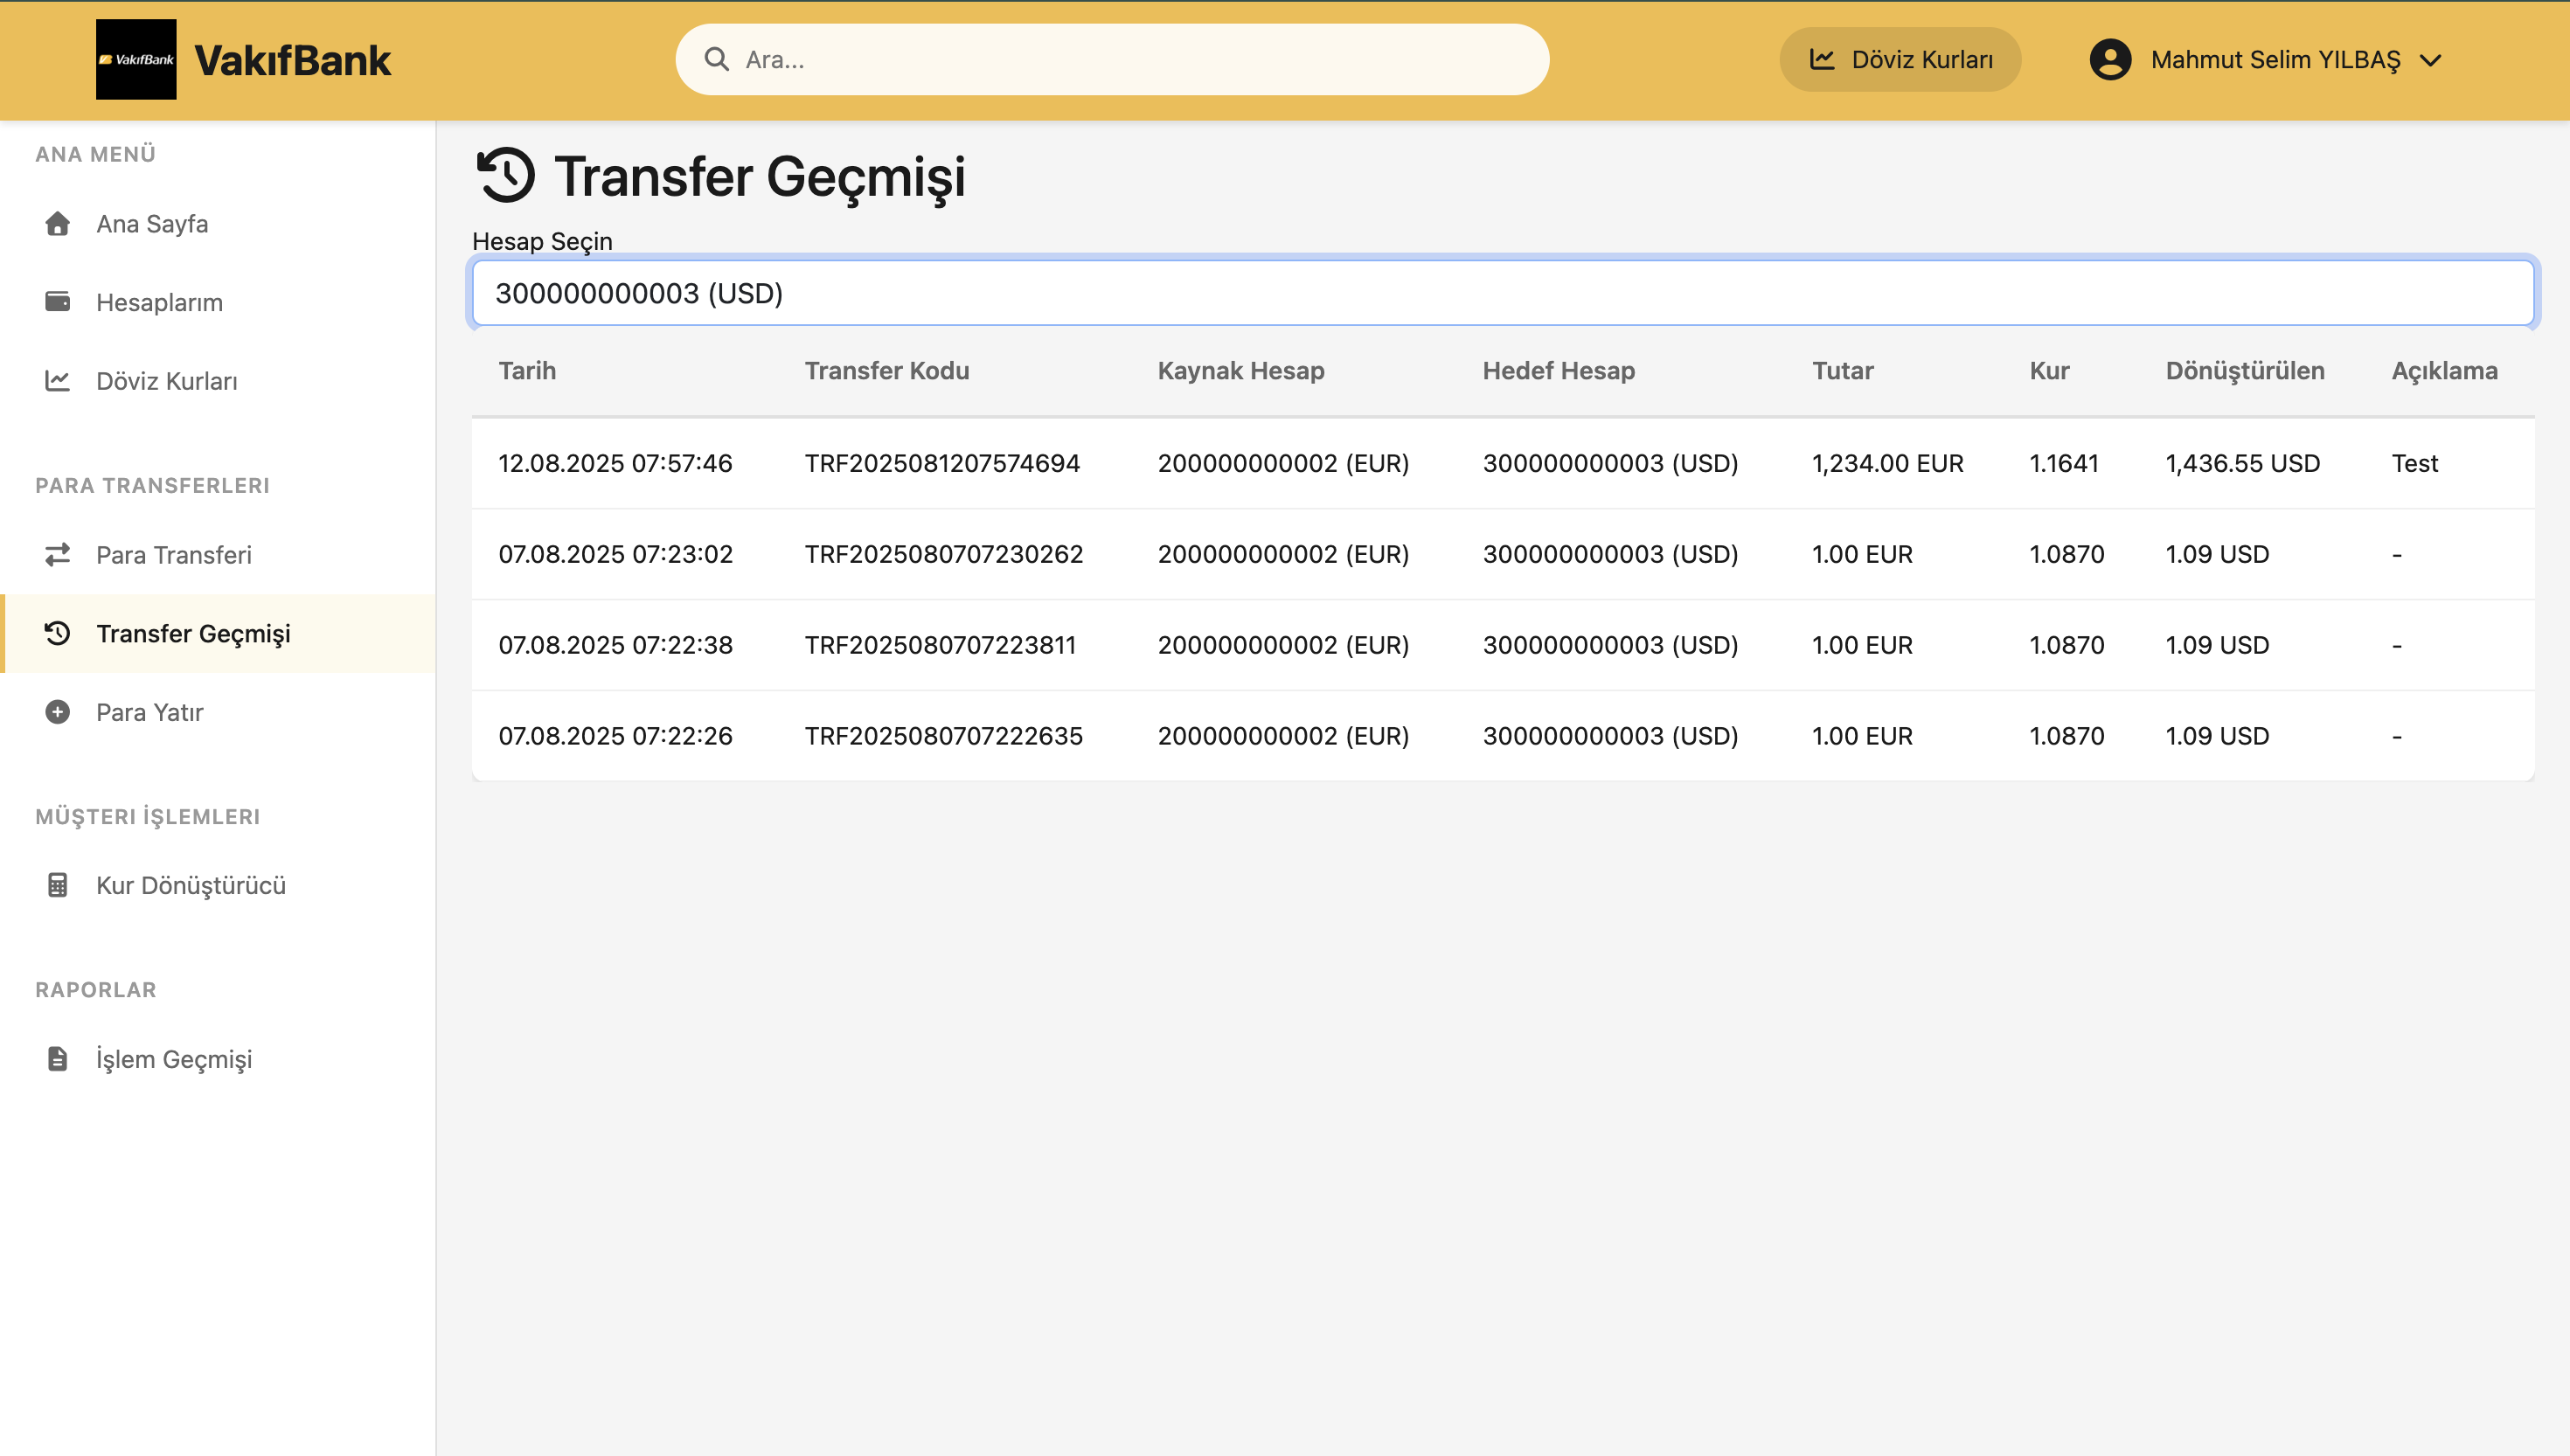 VakıfBank VakıfBank Ara... Döviz Kurları Mahmut Selim YILBAŞ
ANA MENÜ
Ana Sayfa
Hesaplarım
Döviz Kurları
PARA TRANSFERLERI
Para Transferi
Transfer Geçmişi
Para Yatır
MÜŞTERI İŞLEMLERI
Kur Dönüştürücü
RAPORLAR
İşlem Geçmişi
Transfer Geçmişi
Hesap Seçin
300000000003 (USD)
Tarih Transfer Kodu Kaynak Hesap Hedef Hesap Tutar Kur Dönüştürülen Açıklama
12.08.2025 07:57:46 TRF2025081207574694 200000000002 (EUR) 300000000003 (USD) 1,234.00 EUR 1.1641 1,436.55 USD Test
07.08.2025 07:23:02 TRF2025080707230262 200000000002 (EUR) 300000000003 (USD) 1.00 EUR 1.0870 1.09 USD -
07.08.2025 07:22:38 TRF2025080707223811 200000000002 (EUR) 300000000003 (USD) 1.00 EUR 1.0870 1.09 USD -
07.08.2025 07:22:26 TRF2025080707222635 200000000002 (EUR) 300000000003 (USD) 1.00 EUR 1.0870 1.09 USD -